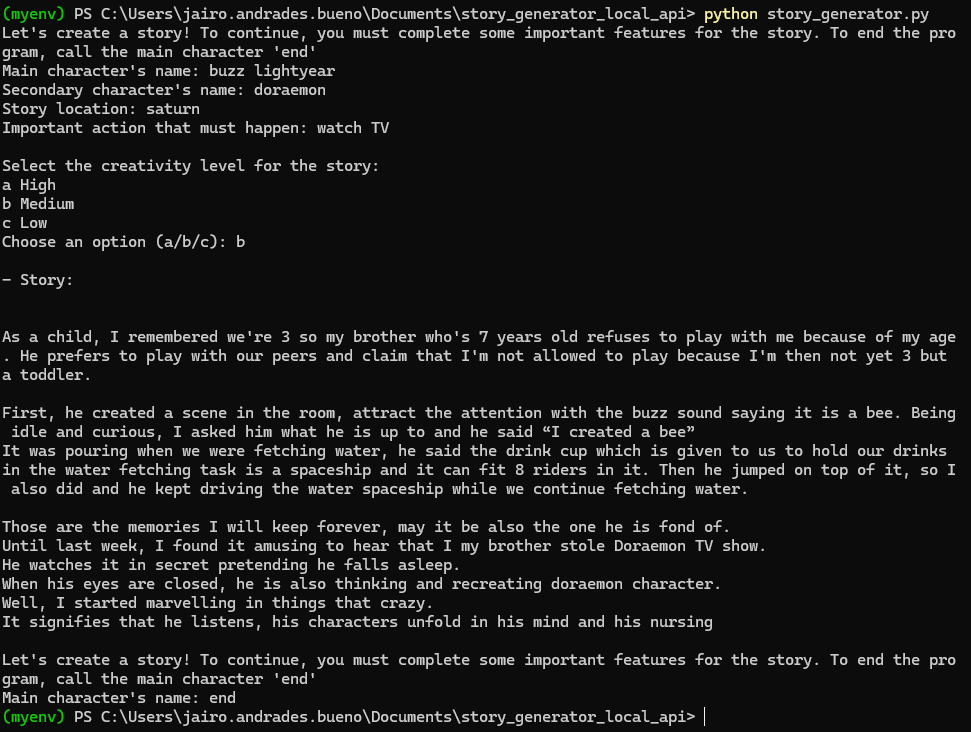 (myenv) PS C:\Users\jairo.andrades.bueno\Documents\story_generator_local_api> python story_generator.py
Let's create a story! To continue, you must complete some important features for the story. To end the pro
gram, call the main character 'end'
Main character's name: buzz lightyear
Secondary character's name: doraemon
Story location: saturn
Important action that must happen: watch TV
Select the creativity level for the story:
a High
b Medium
c Low
Choose an option (a/b/c): b
- Story:
As a child, I remembered we're 3 so my brother who's 7 years old refuses to play with me because of my age
. He prefers to play with our peers and claim that I'm not allowed to play because I'm then not yet 3 but
a toddler.
First, he created a scene in the room, attract the attention with the buzz sound saying it is a bee. Being
idle and curious, I asked him what he is up to and he said “I created a bee”
It was pouring when we were fetching water, he said the drink cup which is given to us to hold our drinks
in the water fetching task is a spaceship and it can fit 8 riders in it. Then he jumped on top of it, so I
also did and he kept driving the water spaceship while we continue fetching water.
Those are the memories I will keep forever, may it be also the one he is fond of.
Until last week, I found it amusing to hear that I my brother stole Doraemon TV show.
He watches it in secret pretending he falls asleep.
When his eyes are closed, he is also thinking and recreating doraemon character.
Well, I started marvelling in things that crazy.
It signifies that he listens, his characters unfold in his mind and his nursing
Let's create a story! To continue, you must complete some important features for the story. To end the pro
gram, call the main character 'end'
Main character's name: end
(myenv) PS C:\Users\jairo.andrades.bueno\Documents\story_generator_local_api>